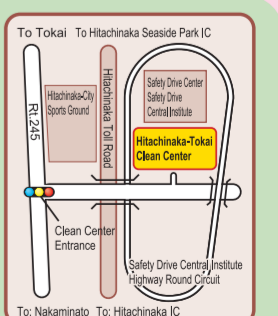 To Tokai To Hitachinaka Seaside Park IC
Hitachinaka-City
Sports Ground
Hitachinaka Toll Road
Safety Drive Center
Safety Drive
Central Institute
Rt.245
Hitachinaka-Tokai
Clean Center
Clean Center
Entrance
Safety Drive Central Institute
Highway Round Circuit
To: Nakaminato To: Hitachinaka IC